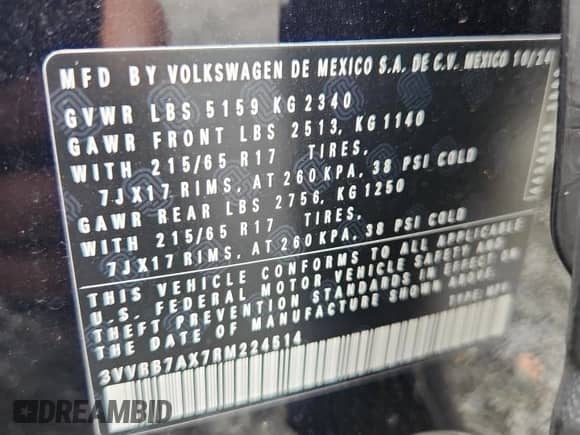 MFD BY VOLKSWAGEN DE MEXICO S.A. DE C.V. MEXICO 10/24
GVWR LBS 5159 KG 2340
GAWR FRONT LBS 2513, KG 1140
WITH 215/65 R17 TIRES,
7JX17 RIMS, AT 260 KPA, 38 PSI COLD
GAWR REAR LBS 2756, KG 1250
WITH 215/65 R17 TIRES,
7JX17 RIMS, AT 260 KPA, 38 PSI COLD
THIS VEHICLE CONFORMS TO ALL APPLICABLE
U.S. FEDERAL MOTOR VEHICLE SAFETY AND
THEFT PREVENTION STANDARDS IN EFFECT ON
THE DATE OF MANUFACTURE SHOWN ABOVE.
TYPE: MPV
3VVRB7AX7RM224514
DREAMBID